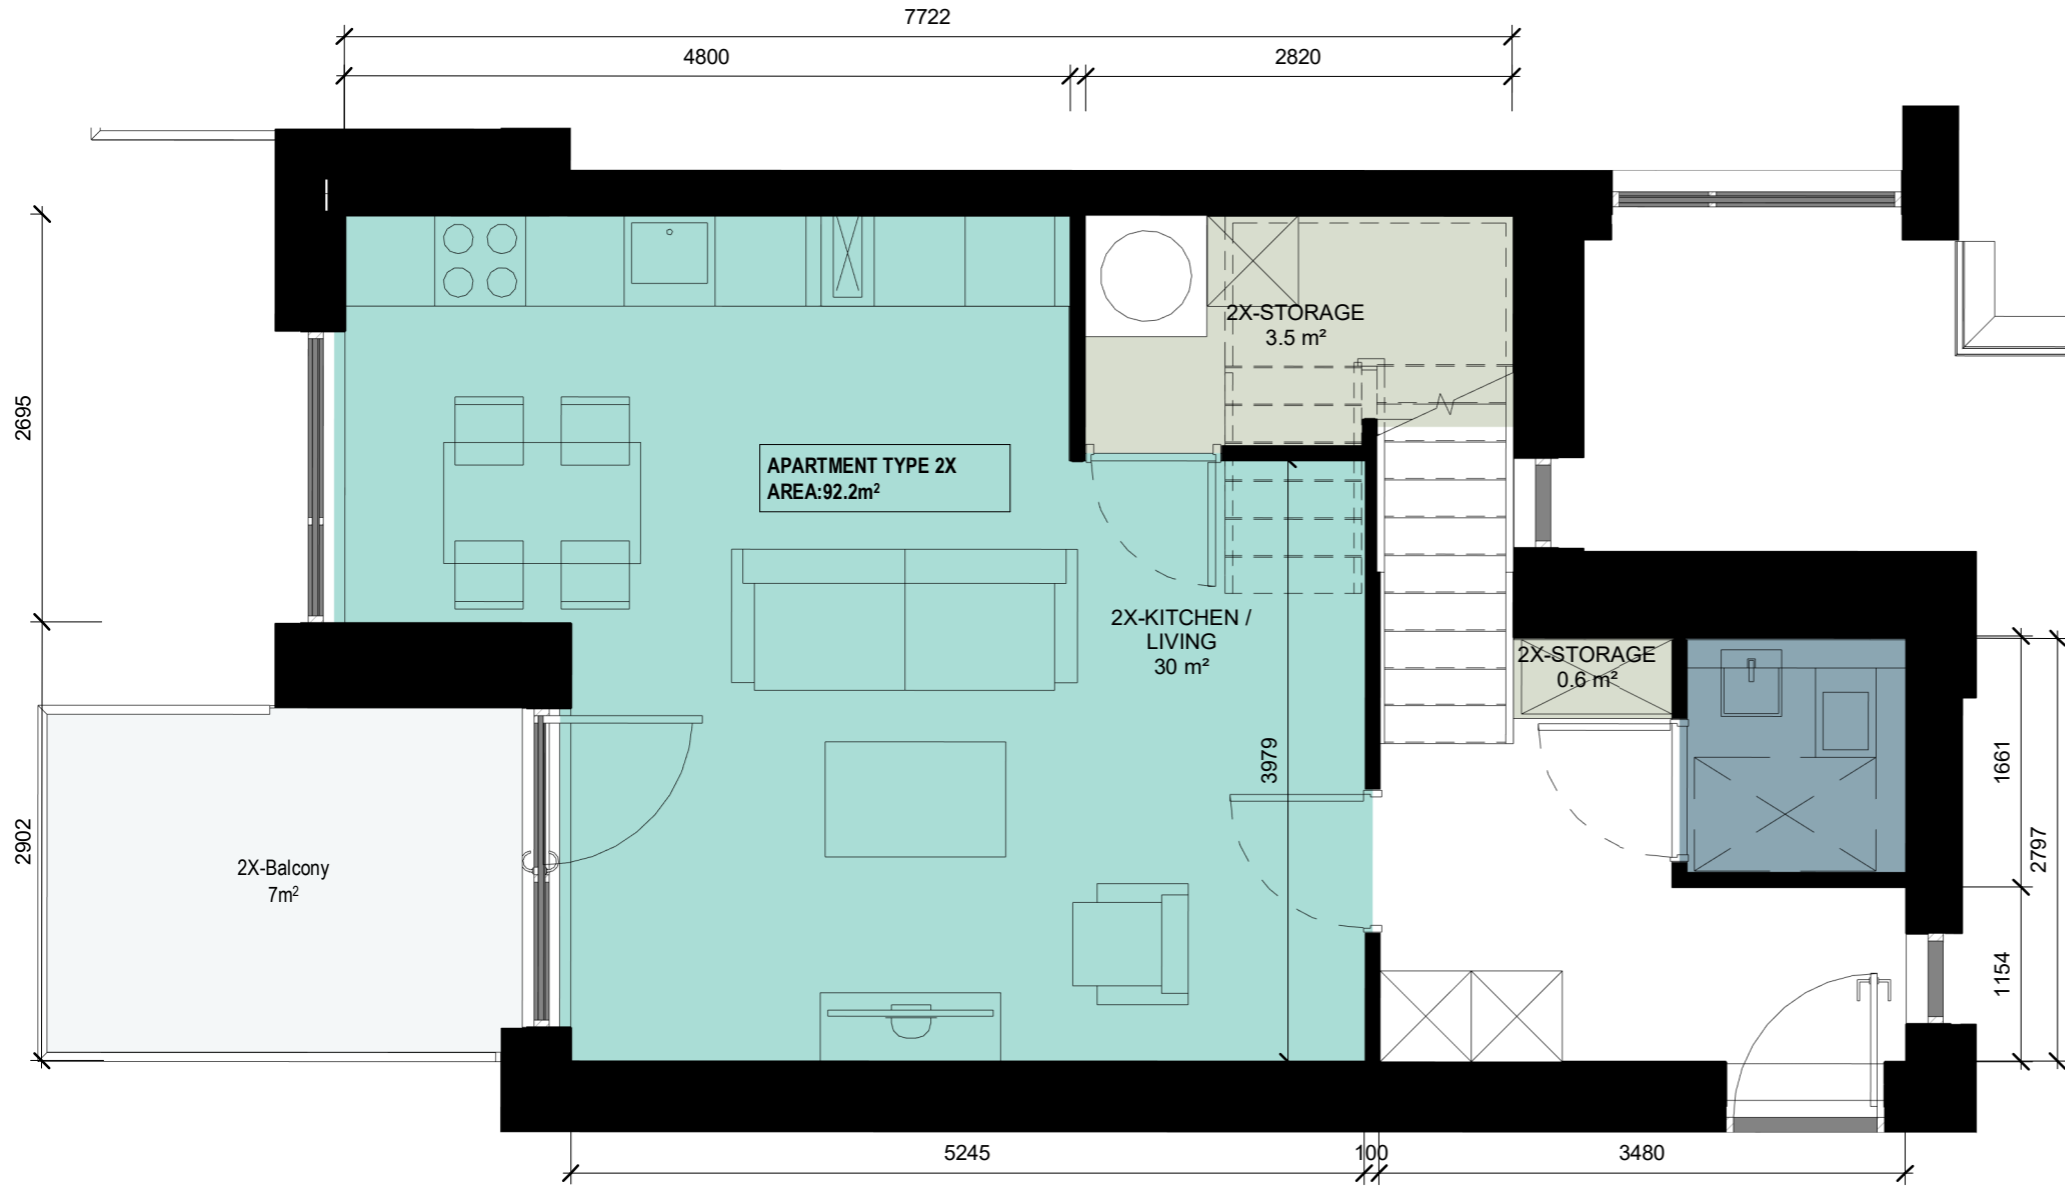 7722
4800
2820
2695
2X-STORAGE
3.5 m²
APARTMENT TYPE 2X
AREA:92.2m²
2X-KITCHEN /
LIVING
30 m²
2X-STORAGE
0.6 m²
3979
1661
2797
2902
2X-Balcony
7m²
1154
5245
100
3480